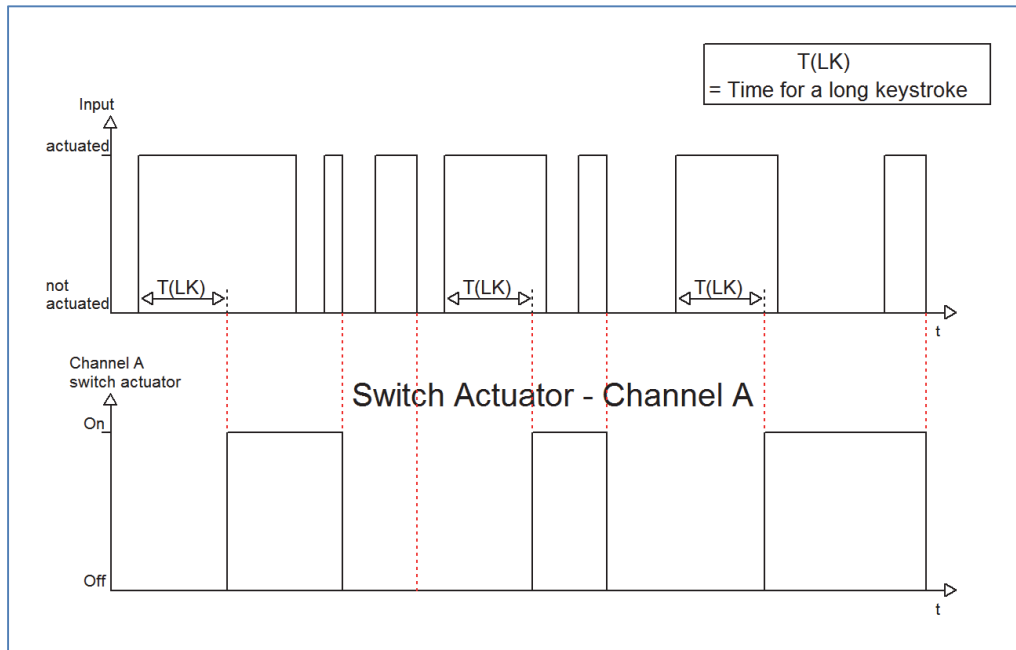 T(LK)
= Time for a long keystroke
Input
actuated
not
actuated
T(LK)
T(LK)
T(LK)
t
Channel A
switch actuator
Switch Actuator - Channel A
On
Off
t